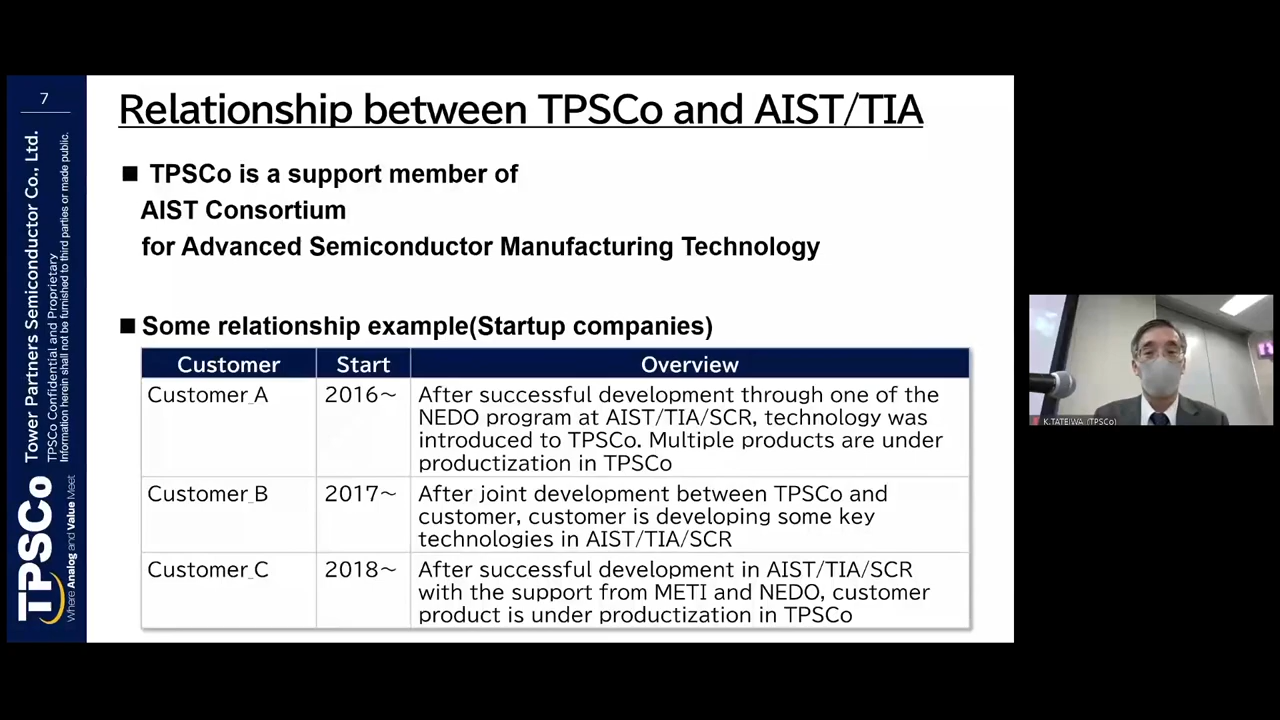 7
Tower Partners Semiconductor Co., Ltd.
TPSCo Confidential and Proprietary
Information herein shall not be furnished to third parties or made public.
TPSCo
Where Analog and Value Meet
Relationship between TPSCo and AIST/TIA
■ TPSCo is a support member of
AIST Consortium
for Advanced Semiconductor Manufacturing Technology
■ Some relationship example(Startup companies)
Customer Start Overview
Customer_A 2016~ After successful development through one of the
NEDO program at AIST/TIA/SCR, technology was
introduced to TPSCo. Multiple products are under
productization in TPSCo
Customer_B 2017~ After joint development between TPSCo and
customer, customer is developing some key
technologies in AIST/TIA/SCR
Customer_C 2018~ After successful development in AIST/TIA/SCR
with the support from METI and NEDO, customer
product is under productization in TPSCo
K.TATEIWA (TPSCo)